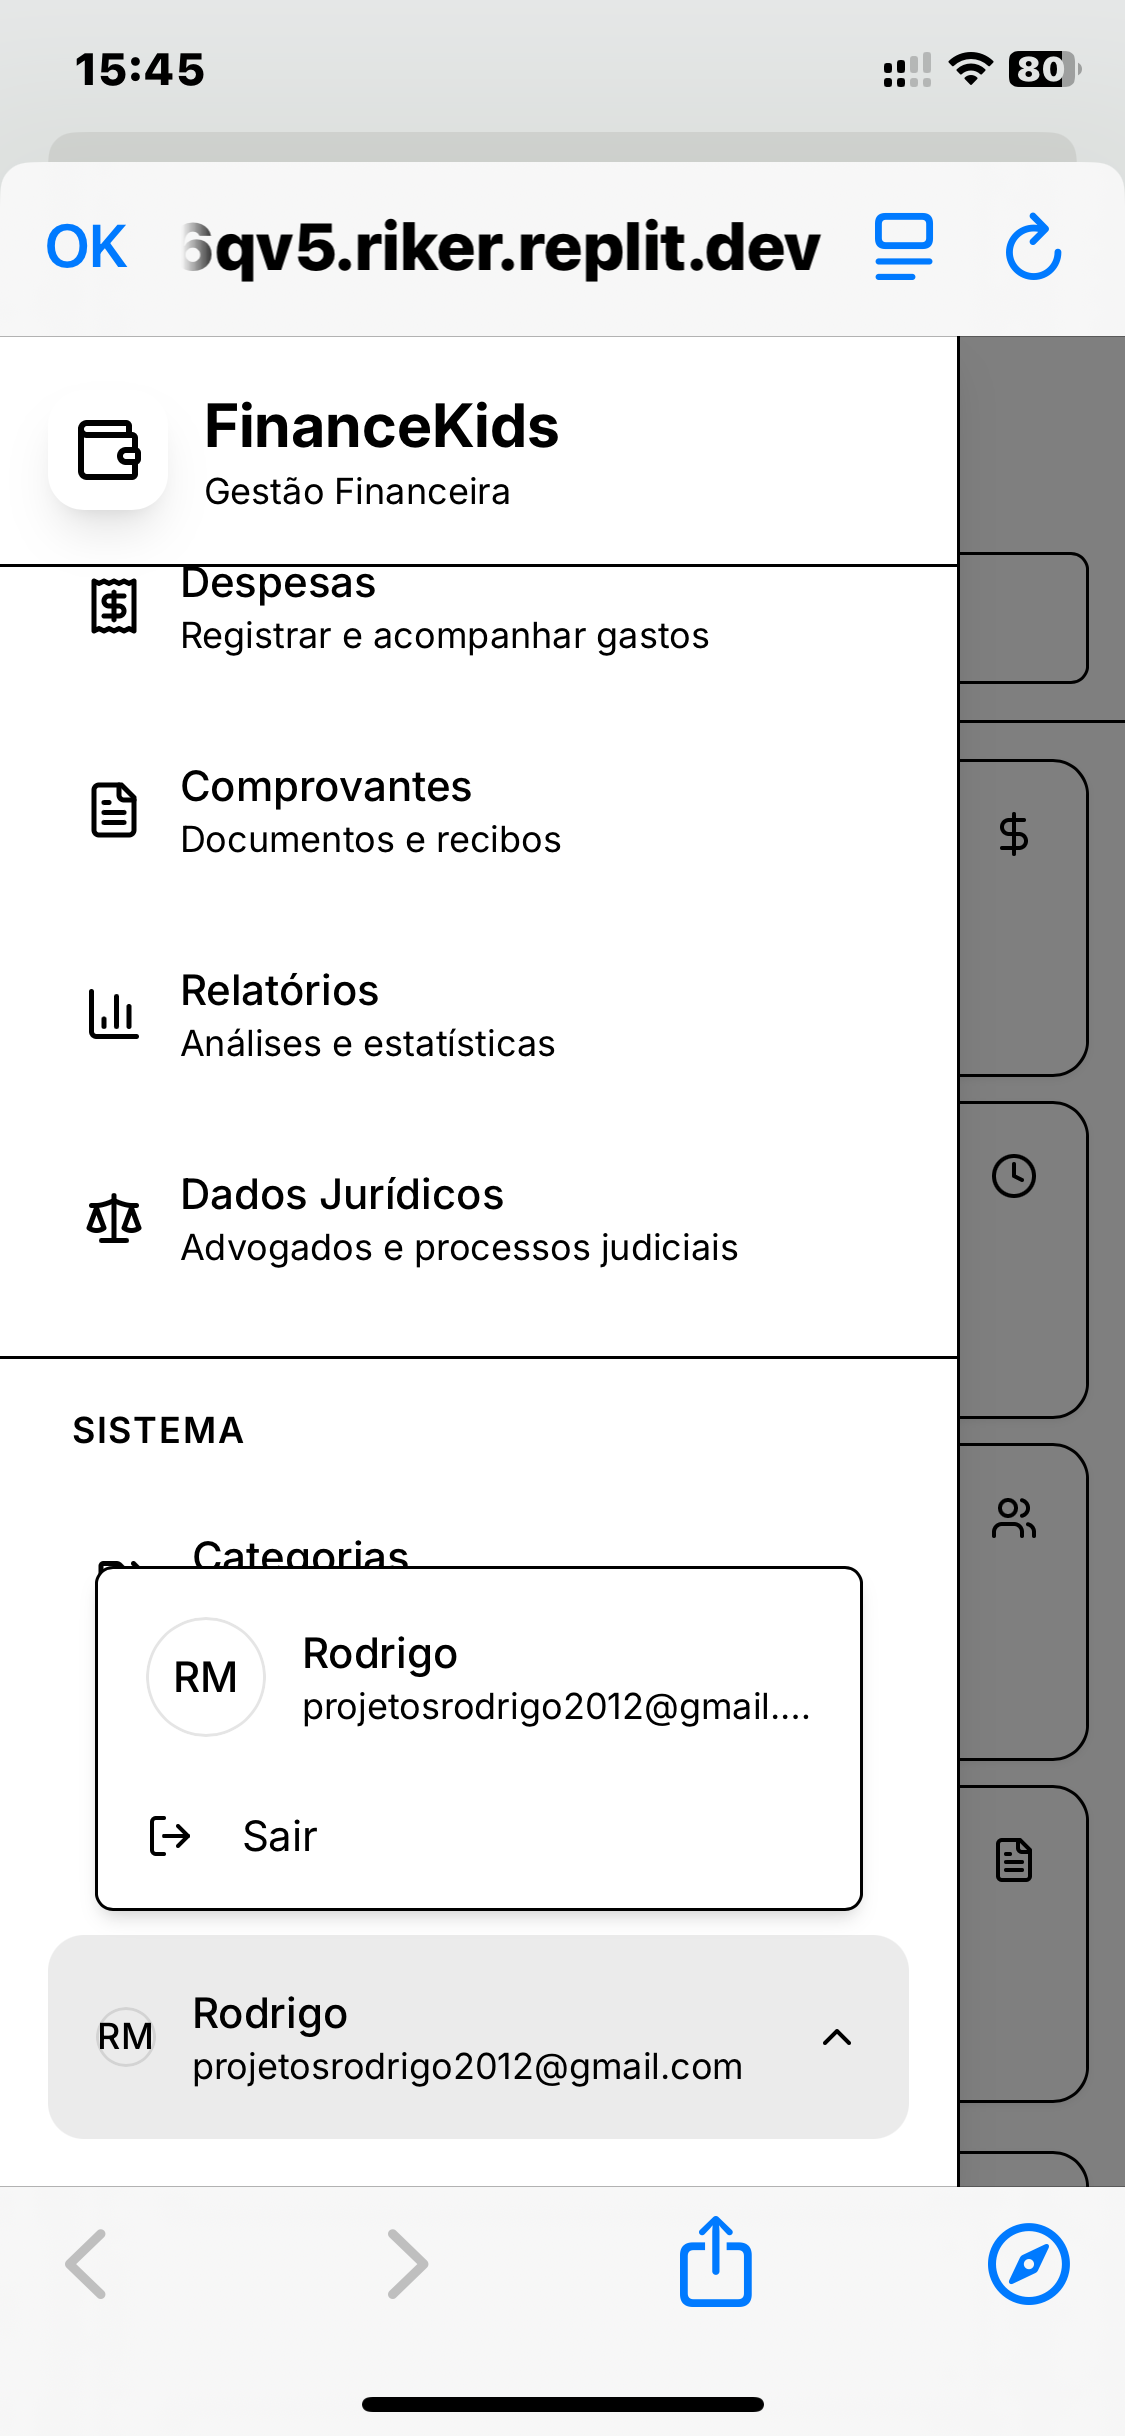 15:45
80
OK
6qv5.riker.replit.dev
FinanceKids
Gestão Financeira
Despesas
Registrar e acompanhar gastos
Comprovantes
Documentos e recibos
Relatórios
Análises e estatísticas
Dados Jurídicos
Advogados e processos judiciais
SISTEMA
Categorias
RM
Rodrigo
projetosrodrigo2012@gmail....
Sair
RM
Rodrigo
projetosrodrigo2012@gmail.com